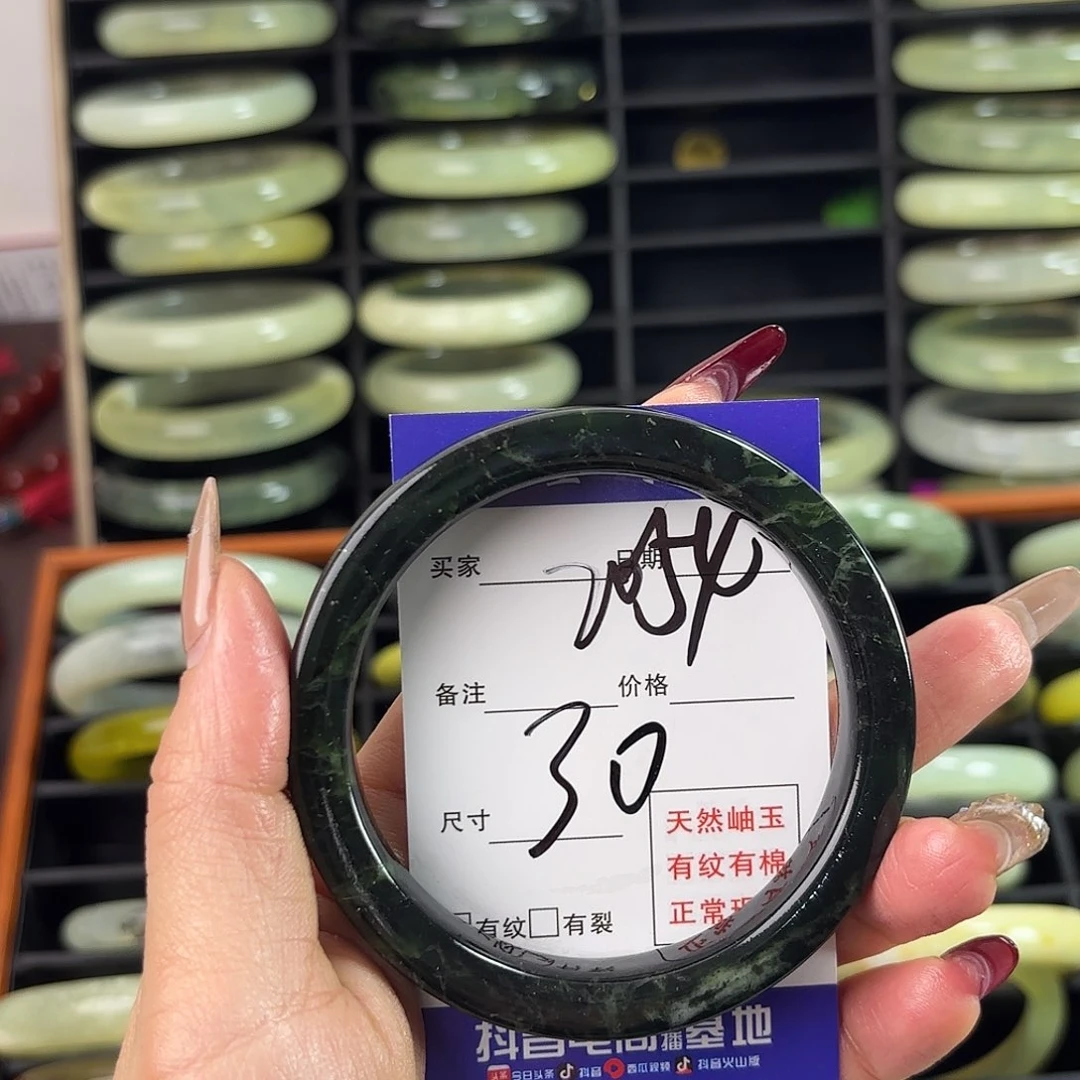 买家 日期
备注 价格
30
尺寸
天然岫玉
有纹有棉
正常现
有纹 有裂
抖音电商直播基地
头条 今日头条 抖音 西瓜视频 抖音火山版